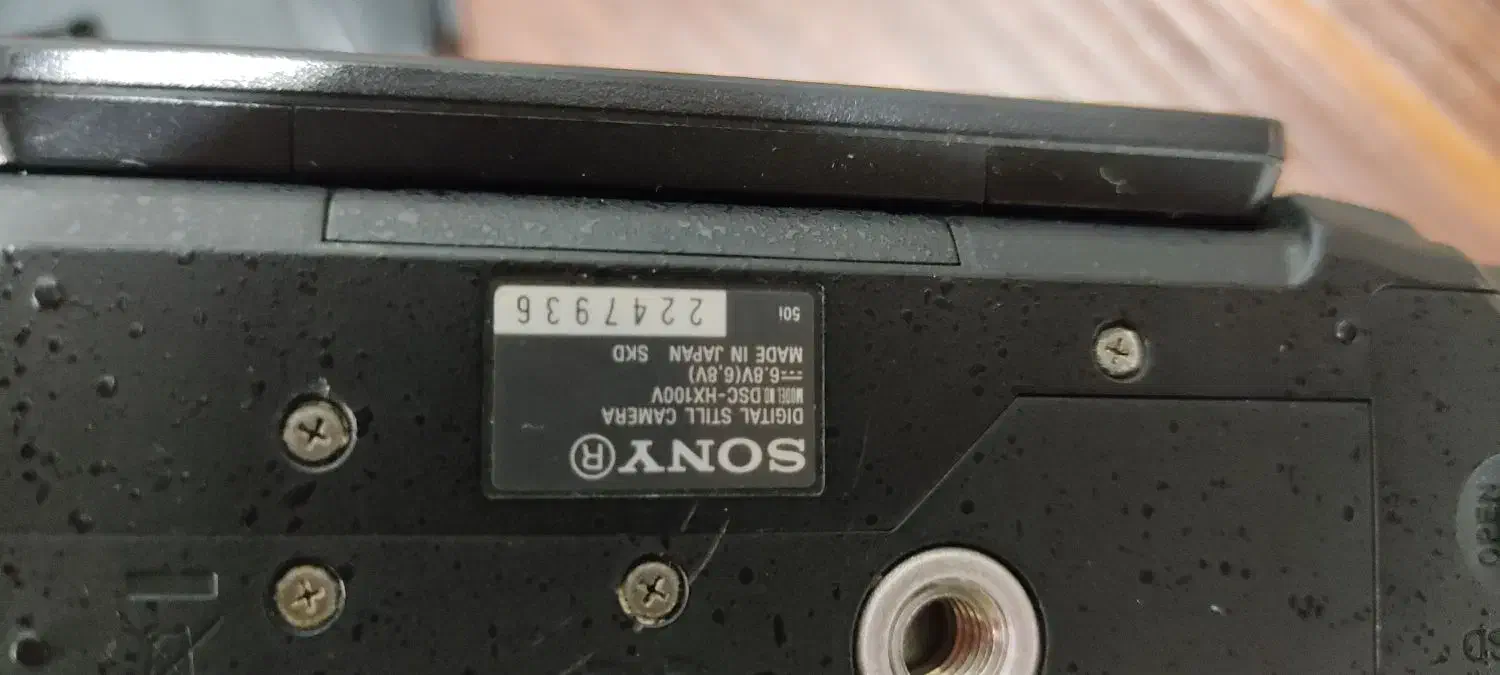 SONY®
DIGITAL STILL CAMERA
MODEL NO DSC-HX100V
⎓6.8V(6,8V)
MADE IN JAPAN SKD
50i 2247936
OPEN